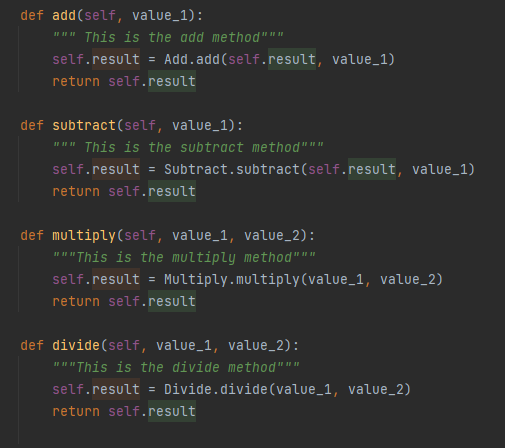 def add(self, value_1):
""" This is the add method"""
self.result = Add.add(self.result, value_1)
return self.result
def subtract(self, value_1):
""" This is the subtract method"""
self.result = Subtract.subtract(self.result, value_1)
return self.result
def multiply(self, value_1, value_2):
"""This is the multiply method"""
self.result = Multiply.multiply(value_1, value_2)
return self.result
def divide(self, value_1, value_2):
"""This is the divide method"""
self.result = Divide.divide(value_1, value_2)
return self.result